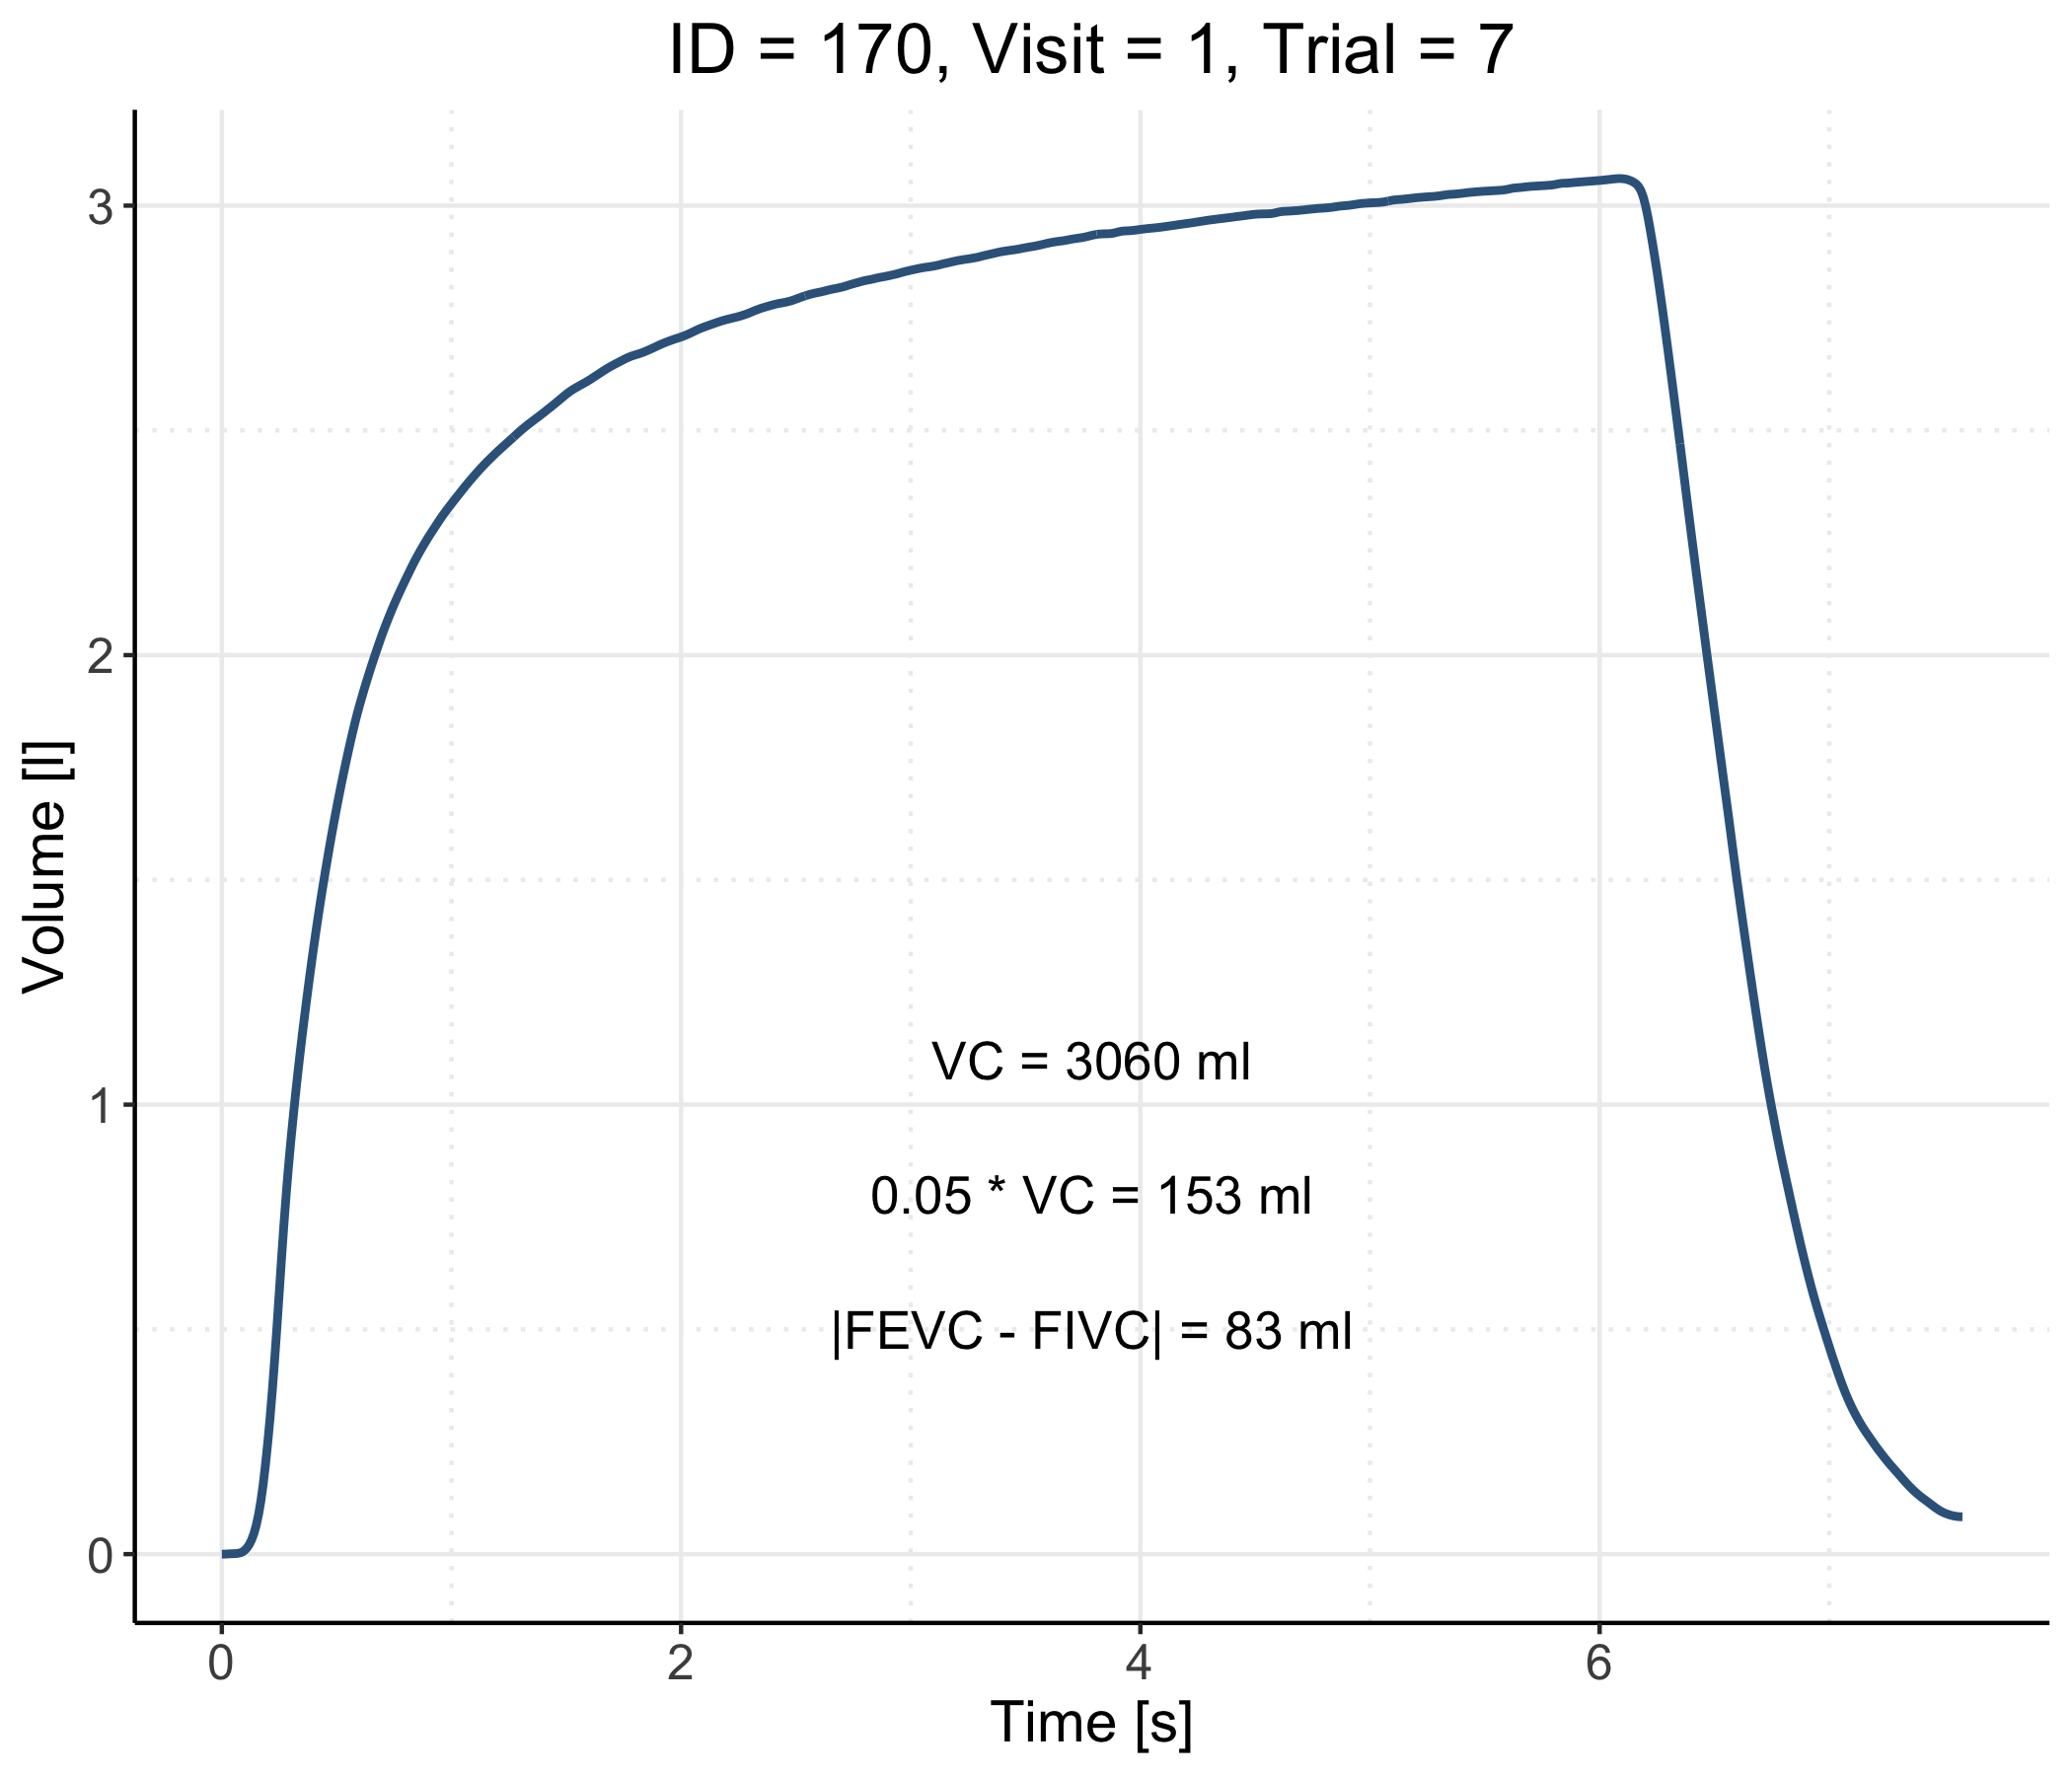 ID = 170, Visit = 1, Trial = 7
3
2
1
0
Volume [l]
VC = 3060 ml
0.05 * VC = 153 ml
|FEVC - FIVC| = 83 ml
0 2 4 6
Time [s]